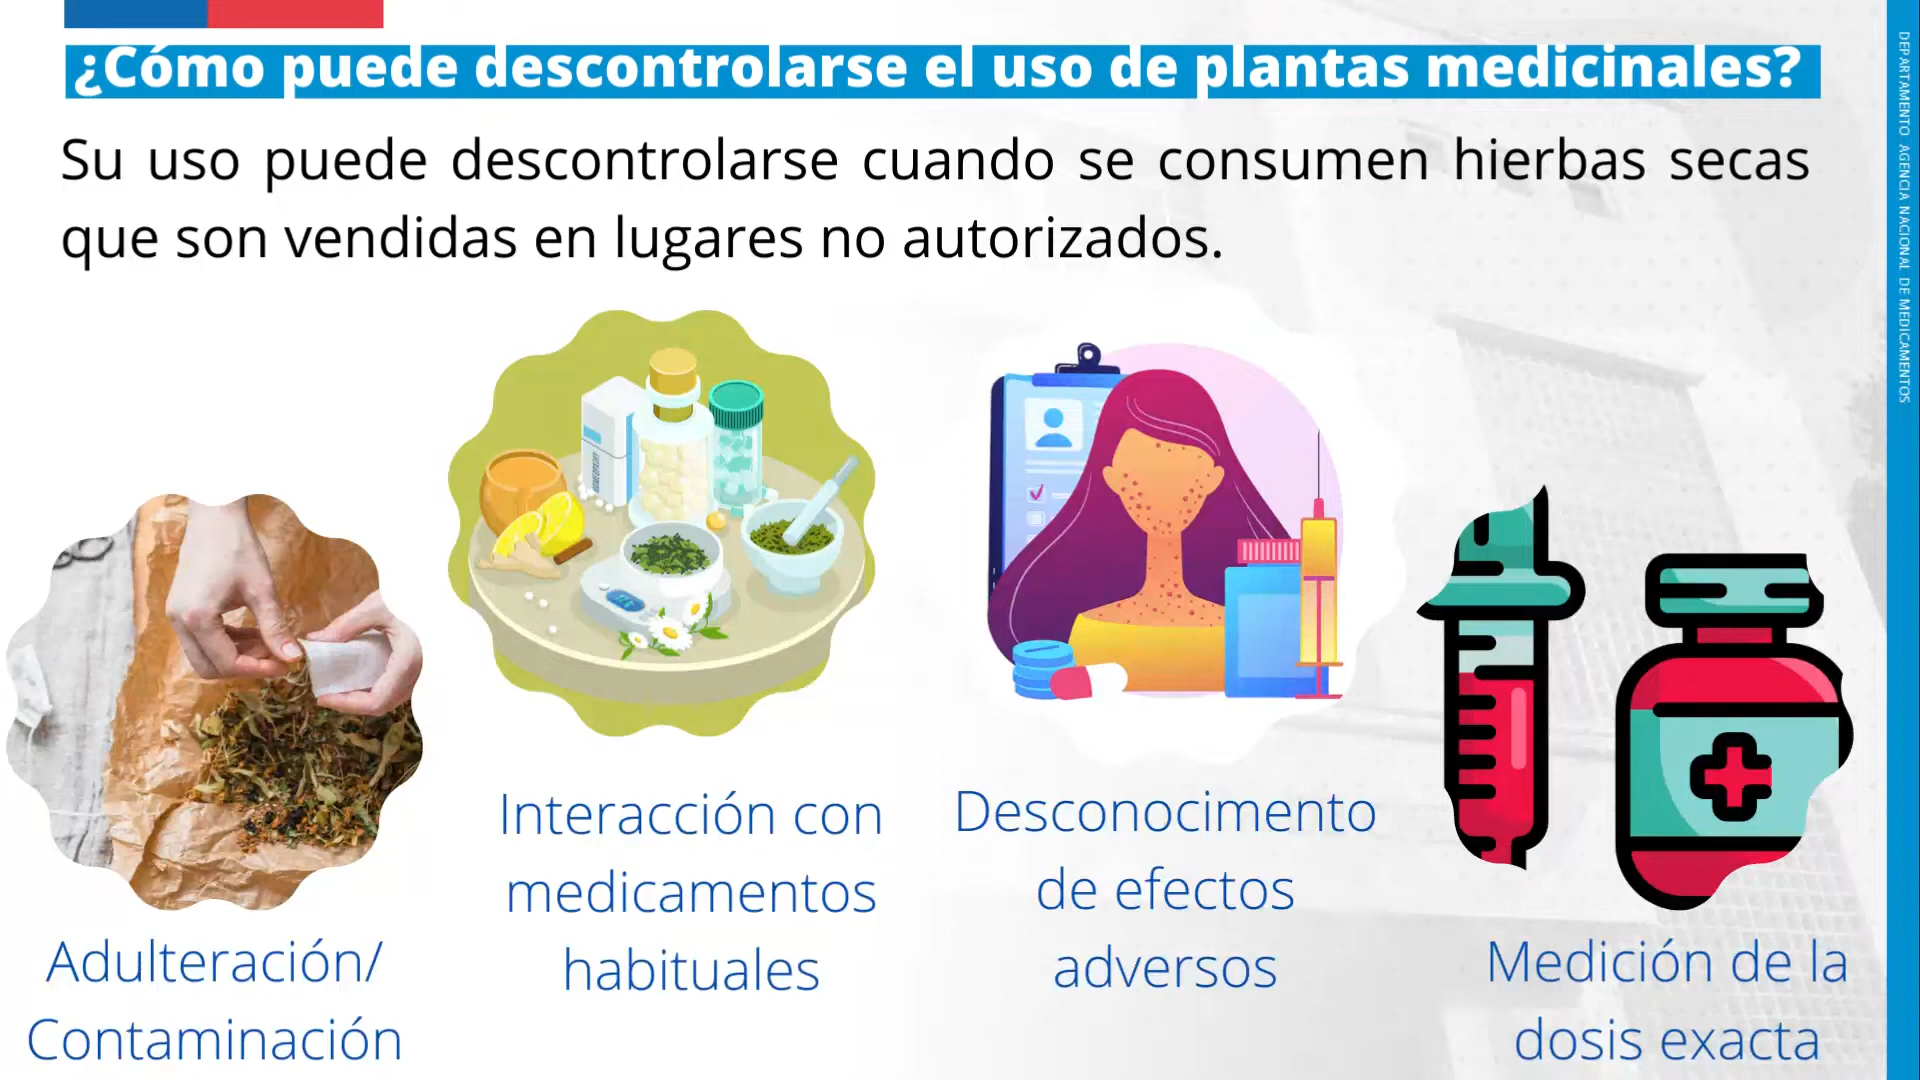 ¿Cómo puede descontrolarse el uso de plantas medicinales?
Su uso puede descontrolarse cuando se consumen hierbas secas
que son vendidas en lugares no autorizados.
Adulteración/
Contaminación
Interacción con
medicamentos
habituales
Desconocimento
de efectos
adversos
Medición de la
dosis exacta
DEPARTAMENTO AGENCIA NACIONAL DE MEDICAMENTOS